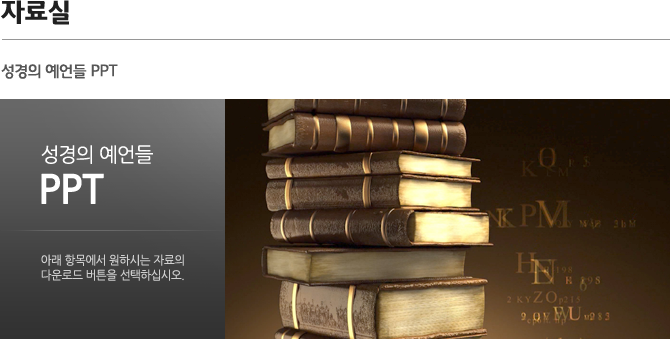 자료실
성경의 예언들 PPT
성경의 예언들
PPT
아래 항목에서 원하시는 자료의
다운로드 버튼을 선택하십시오.